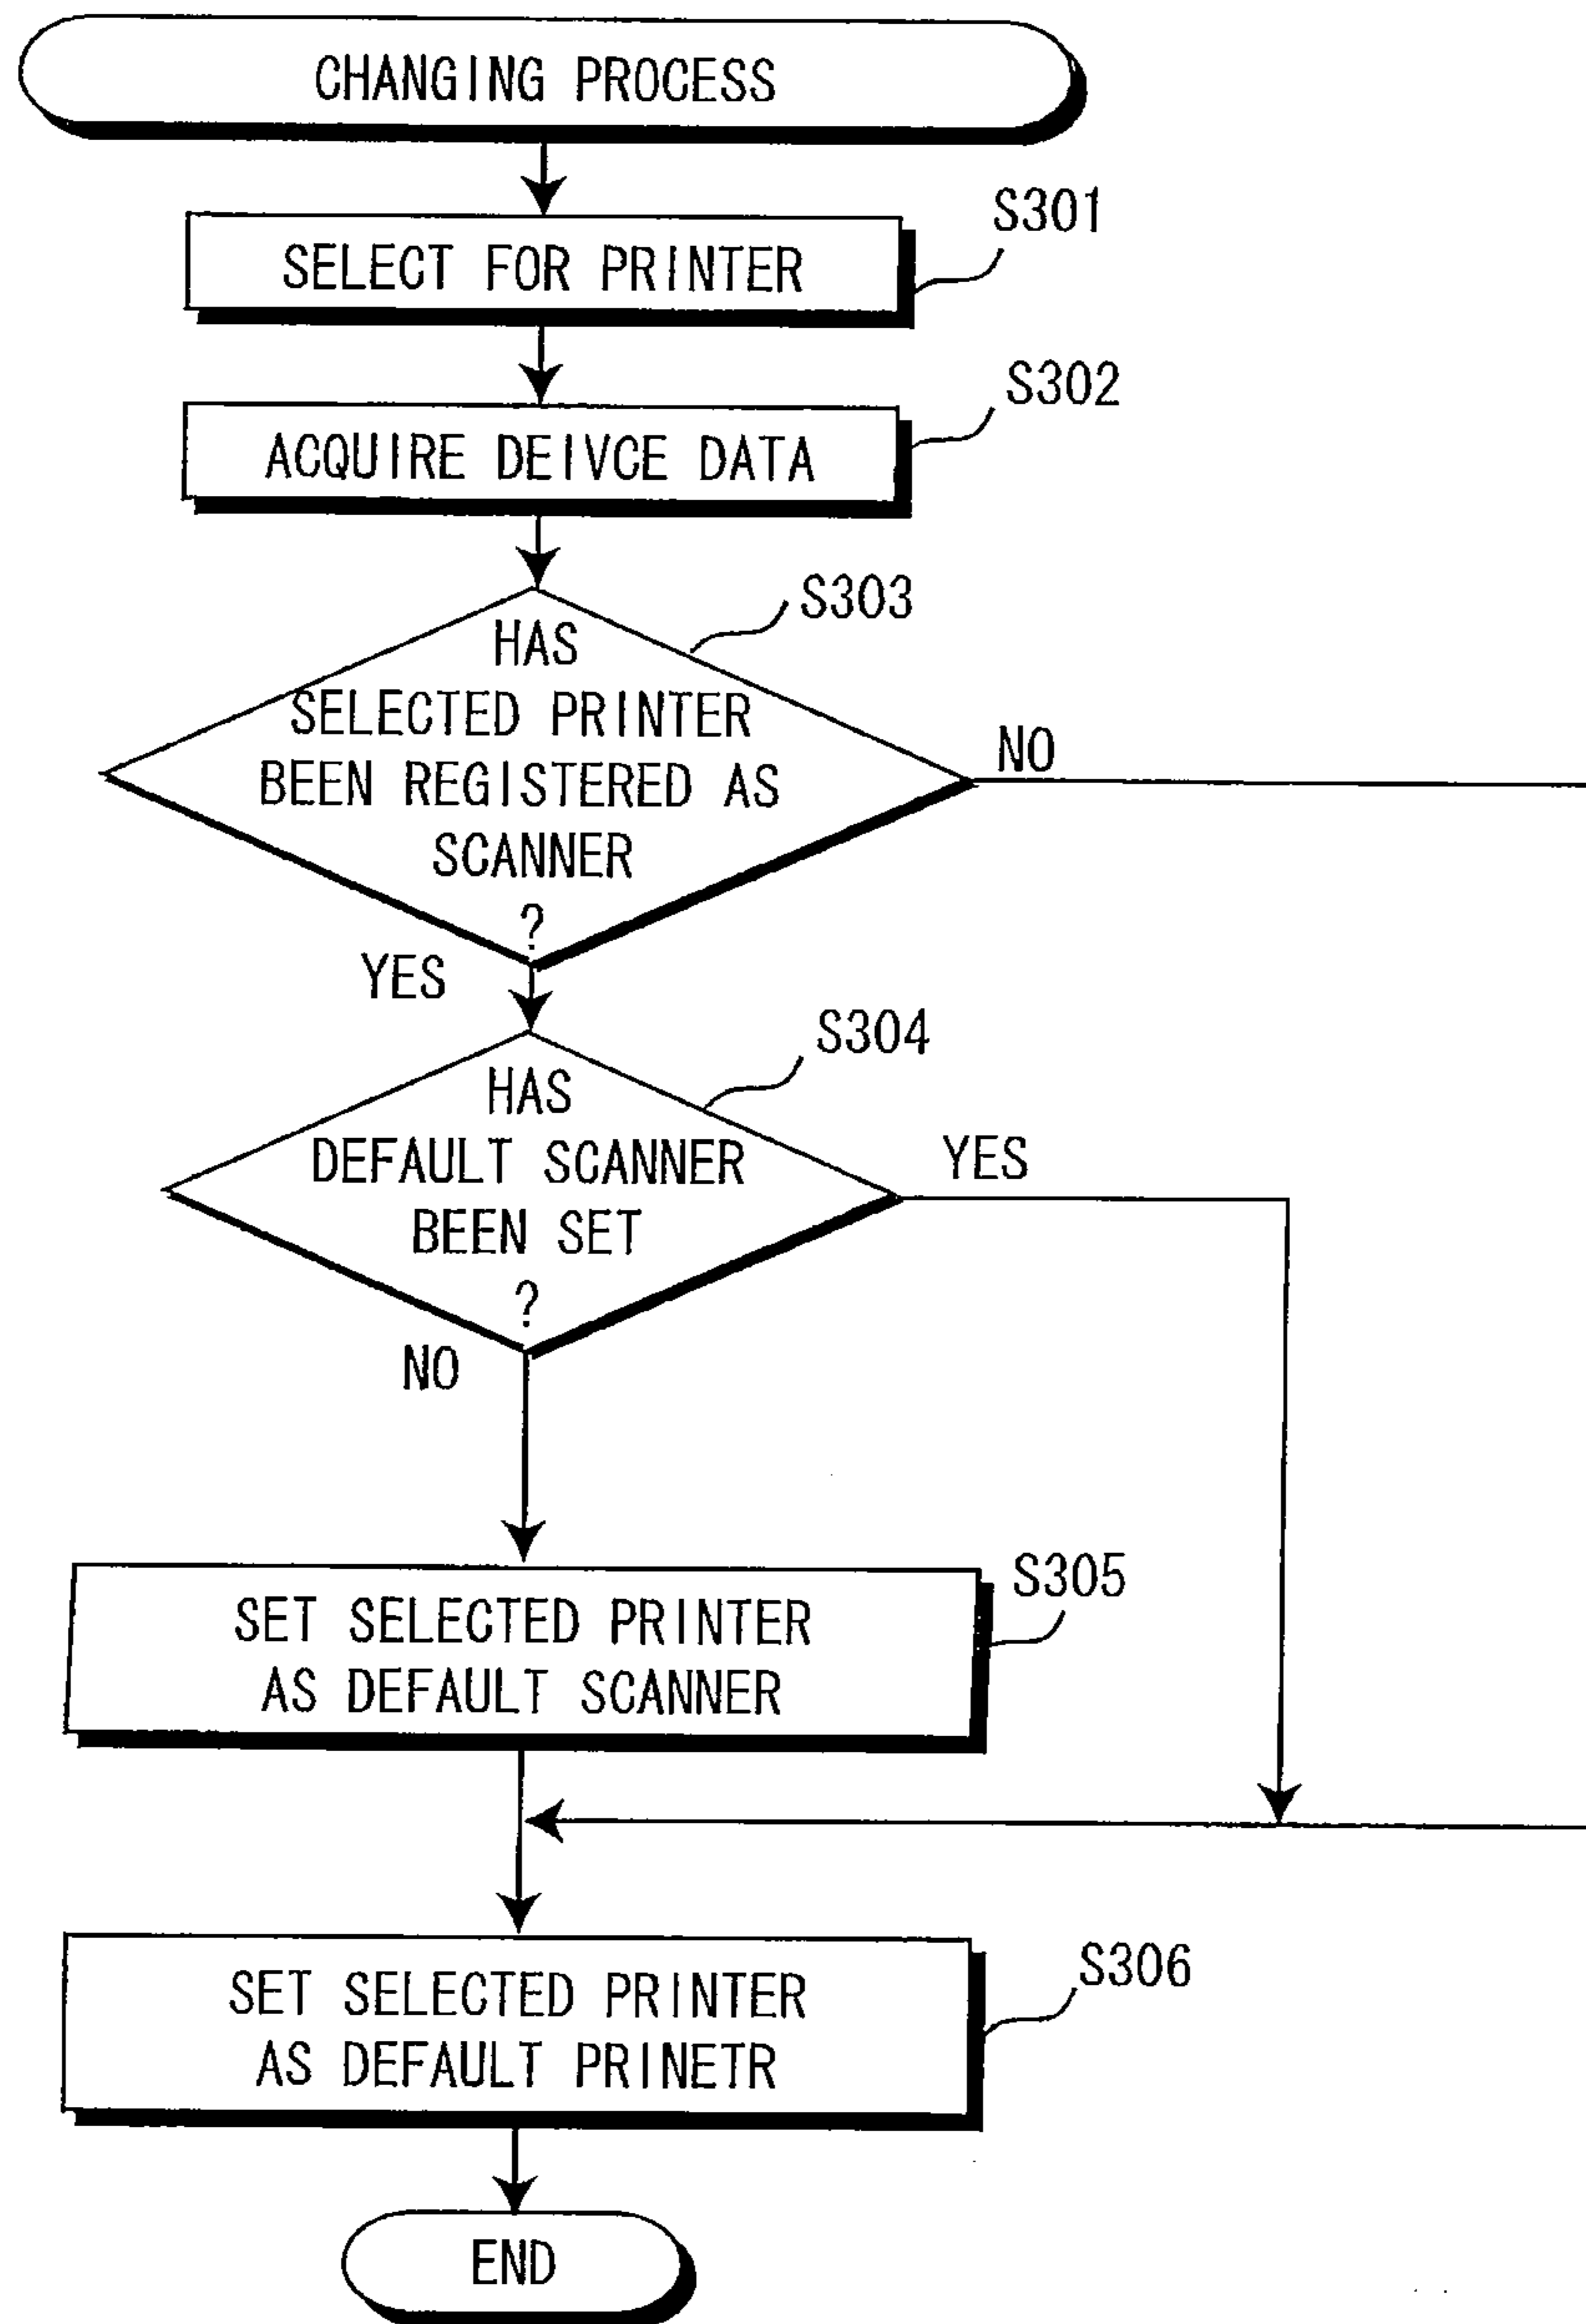 CHANGING PROCESS
S301
SELECT FOR PRINTER
S302
ACQUIRE DEIVCE DATA
S303
HAS
SELECTED PRINTER
BEEN REGISTERED AS
SCANNER
?
NO
YES
S304
HAS
DEFAULT SCANNER
BEEN SET
?
YES
NO
S305
SET SELECTED PRINTER
AS DEFAULT SCANNER
S306
SET SELECTED PRINTER
AS DEFAULT PRINETR
END